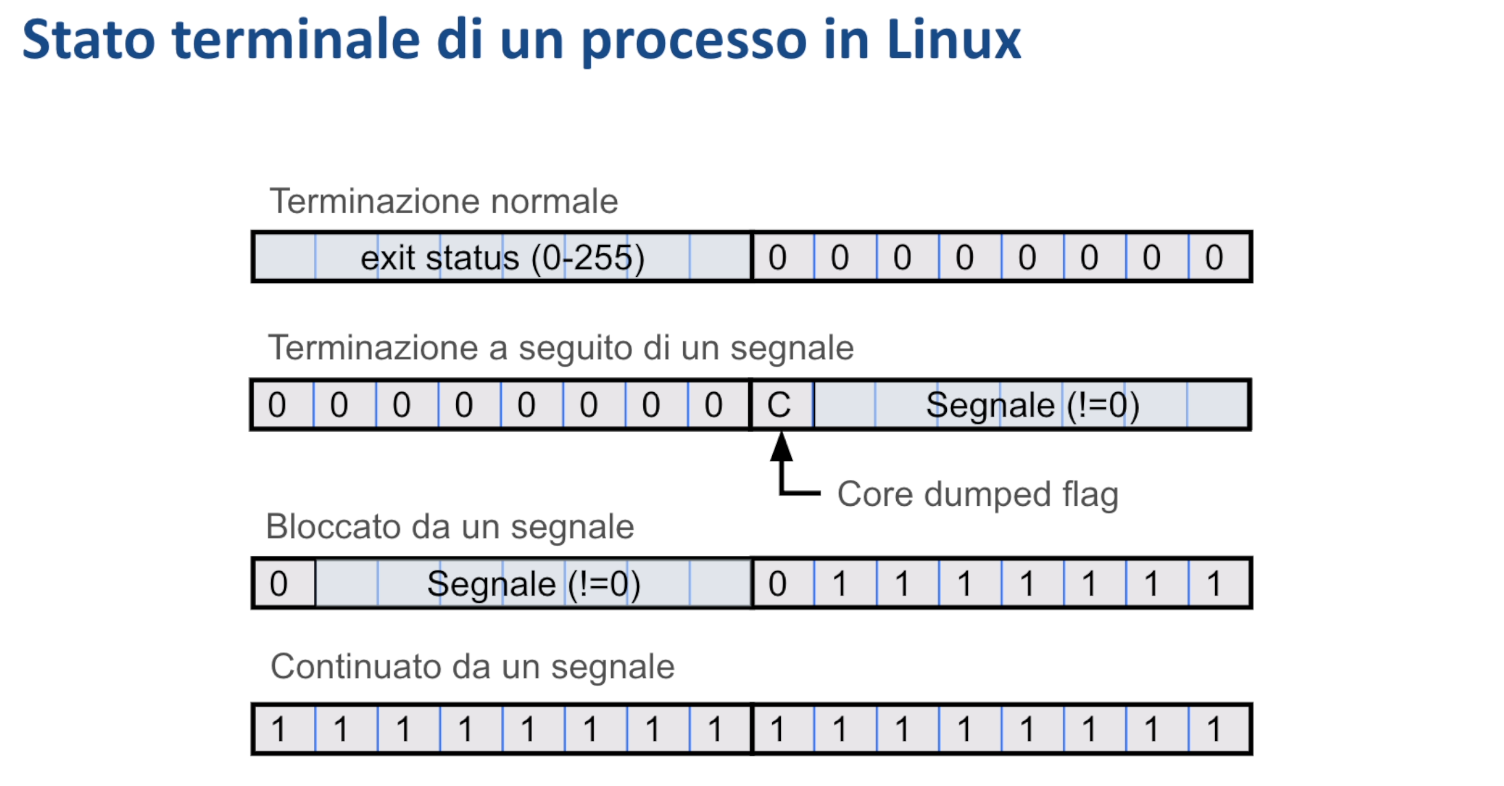 Stato terminale di un processo in Linux
Terminazione normale
exit status (0-255) 0 0 0 0 0 0 0 0
Terminazione a seguito di un segnale
0 0 0 0 0 0 0 0 C Segnale (!=0)
Core dumped flag
Bloccato da un segnale
0 Segnale (!=0) 0 1 1 1 1 1 1 1
Continuato da un segnale
1 1 1 1 1 1 1 1 1 1 1 1 1 1 1 1